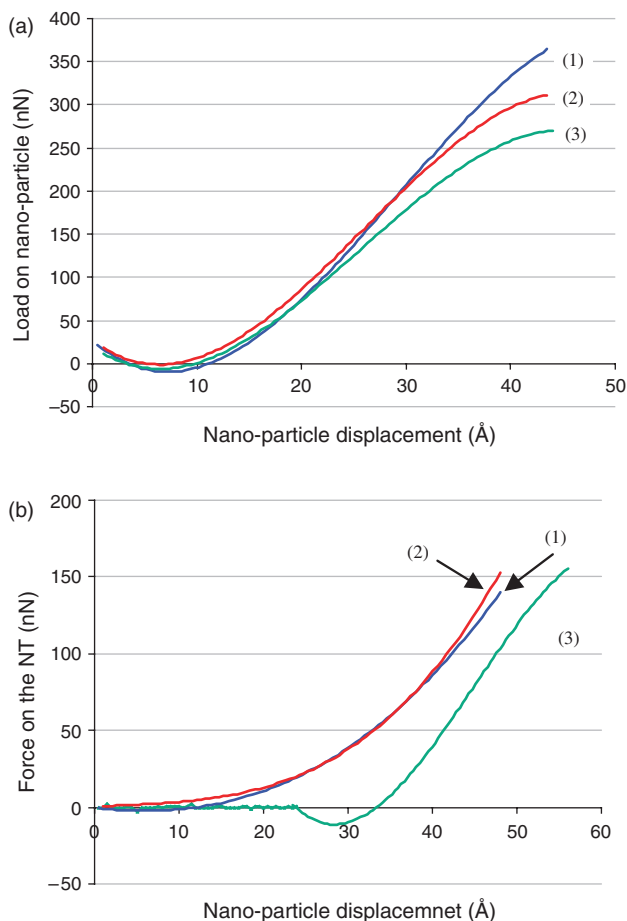 (a)
400
350
300
250
200
150
100
50
0
−50
Load on nano-particle (nN)
(1)
(2)
(3)
0 10 20 30 40 50
Nano-particle displacement (Å)
(b)
200
150
100
50
0
−50
Force on the NT (nN)
(2)
(1)
(3)
0 10 20 30 40 50 60
Nano-particle displacemnet (Å)